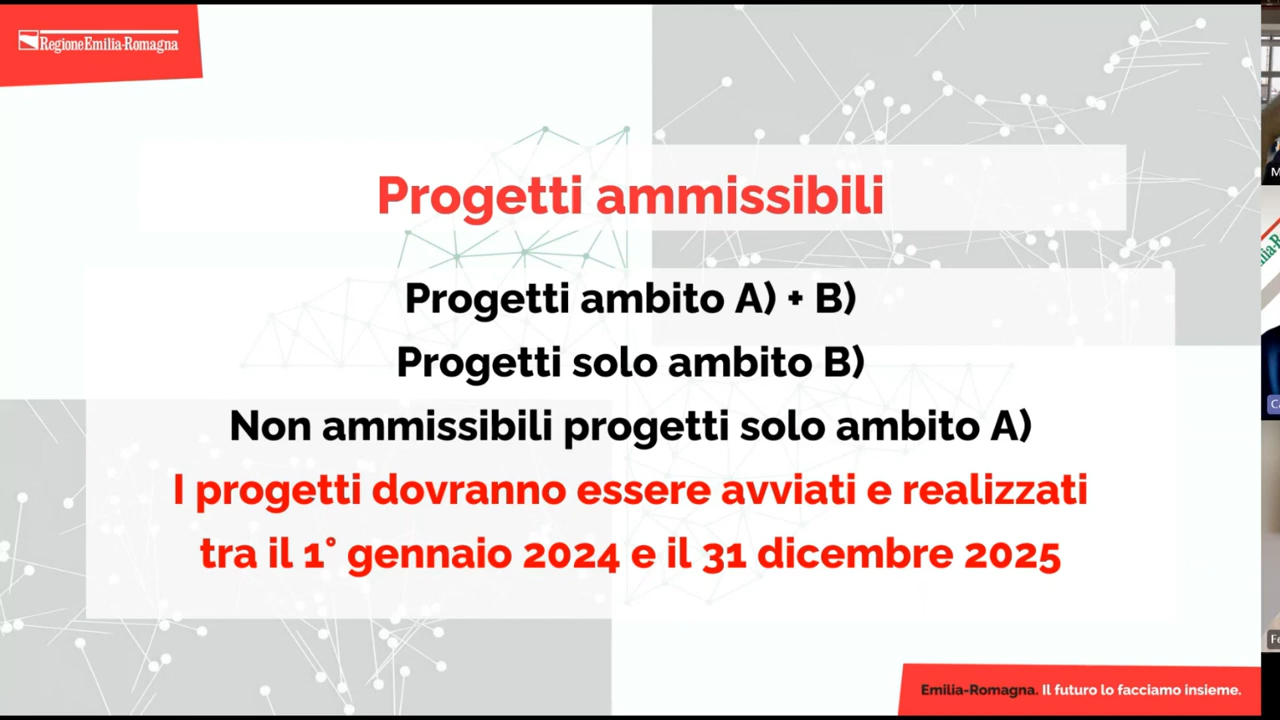 RegioneEmilia-Romagna
Progetti ammissibili
Progetti ambito A) + B)
Progetti solo ambito B)
Non ammissibili progetti solo ambito A)
I progetti dovranno essere avviati e realizzati
tra il 1° gennaio 2024 e il 31 dicembre 2025
Emilia-Romagna. Il futuro lo facciamo insieme.